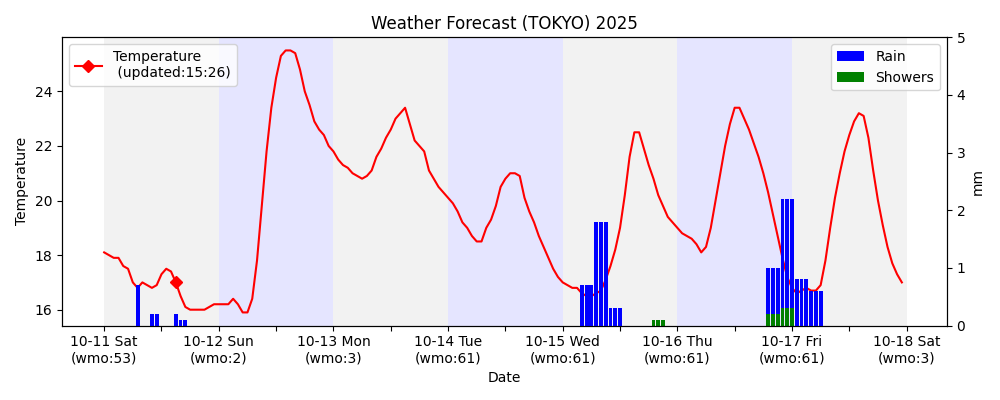 Weather Forecast (TOKYO) 2025
Temperature
(updated:15:26)
Rain
Showers
Temperature
24
22
20
18
16
5
4
3
2
1
0
mm
10-11 Sat
(wmo:53)
10-12 Sun
(wmo:2)
10-13 Mon
(wmo:3)
10-14 Tue
(wmo:61)
10-15 Wed
(wmo:61)
10-16 Thu
(wmo:61)
10-17 Fri
(wmo:61)
10-18 Sat
(wmo:3)
Date